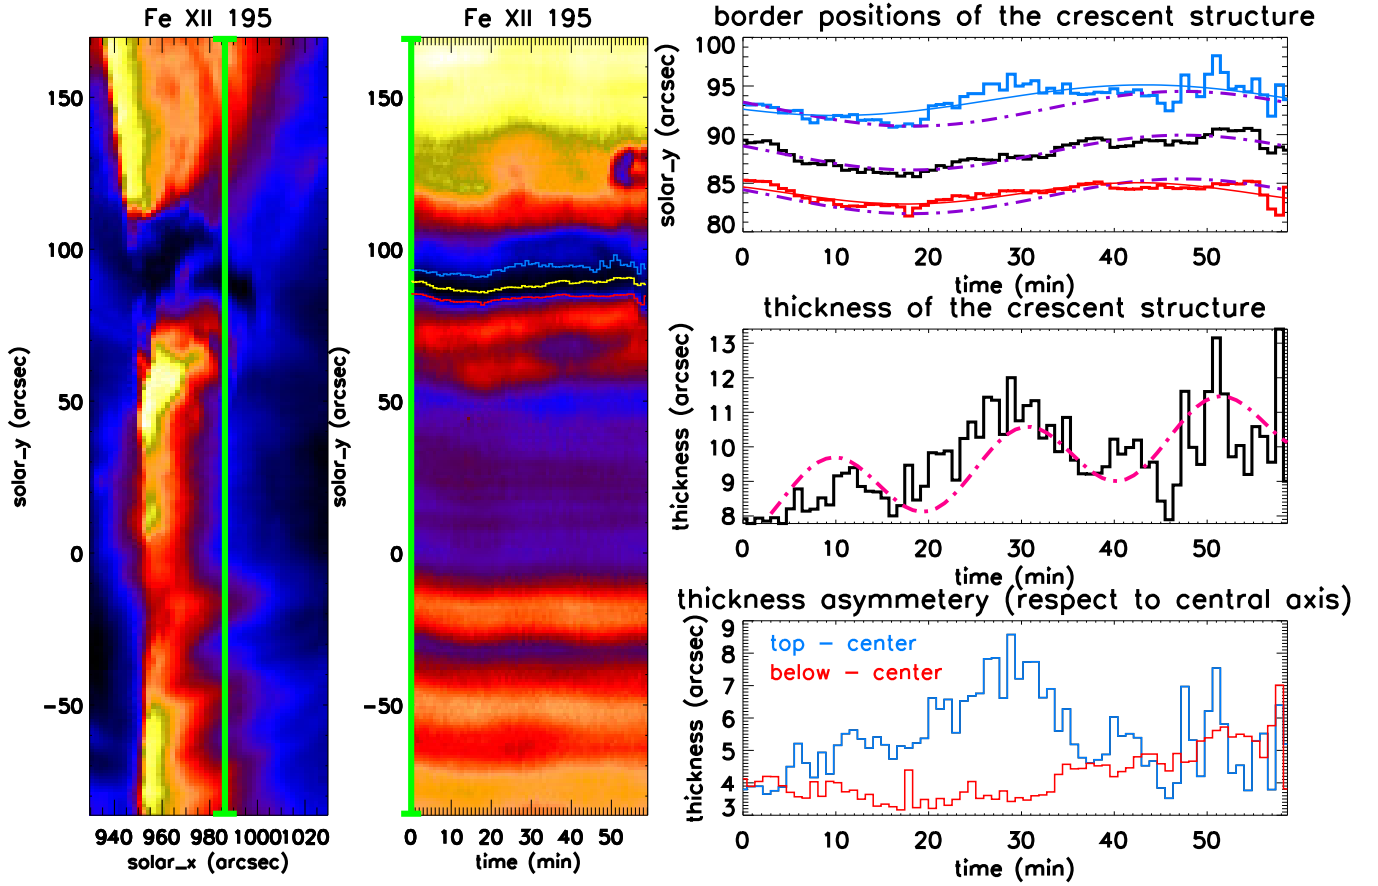 Fe XII 195
150
100
50
0
−50
940 960 980 1000 1020
solar_x (arcsec)
solar_y (arcsec)
Fe XII 195
150
100
50
0
−50
0 10 20 30 40 50
time (min)
solar_y (arcsec)
border positions of the crescent structure
100
95
90
85
80
solar_y (arcsec)
0 10 20 30 40 50
time (min)
thickness of the crescent structure
13
12
11
10
9
8
thickness (arcsec)
0 10 20 30 40 50
time (min)
thickness asymmetery (respect to central axis)
9
8
7
6
5
4
3
thickness (arcsec)
top − center
below − center
0 10 20 30 40 50
time (min)